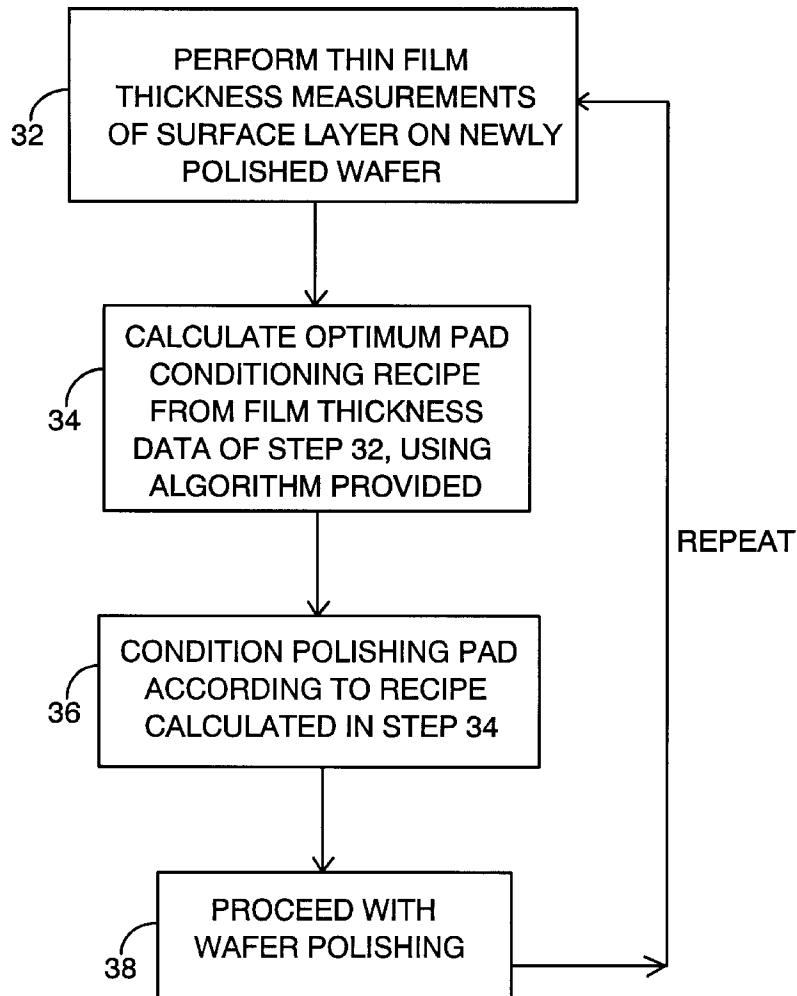 PERFORM THIN FILM
THICKNESS MEASUREMENTS
OF SURFACE LAYER ON NEWLY
POLISHED WAFER
32
CALCULATE OPTIMUM PAD
CONDITIONING RECIPE
FROM FILM THICKNESS
DATA OF STEP 32, USING
ALGORITHM PROVIDED
34
REPEAT
CONDITION POLISHING PAD
ACCORDING TO RECIPE
CALCULATED IN STEP 34
36
PROCEED WITH
WAFER POLISHING
38